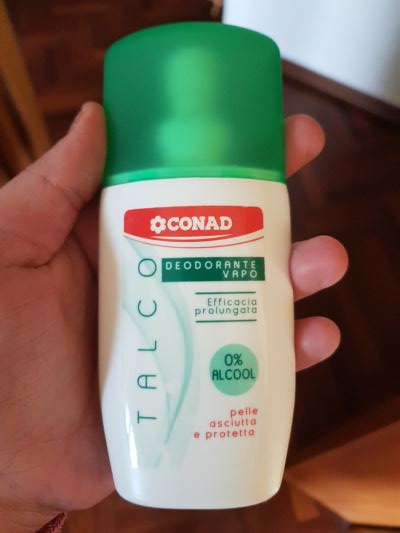 CONAD
DEODORANTE
VAPO
Efficacia
prolungata
TALCO
0%
ALCOOL
pelle
asciutta
e protetta